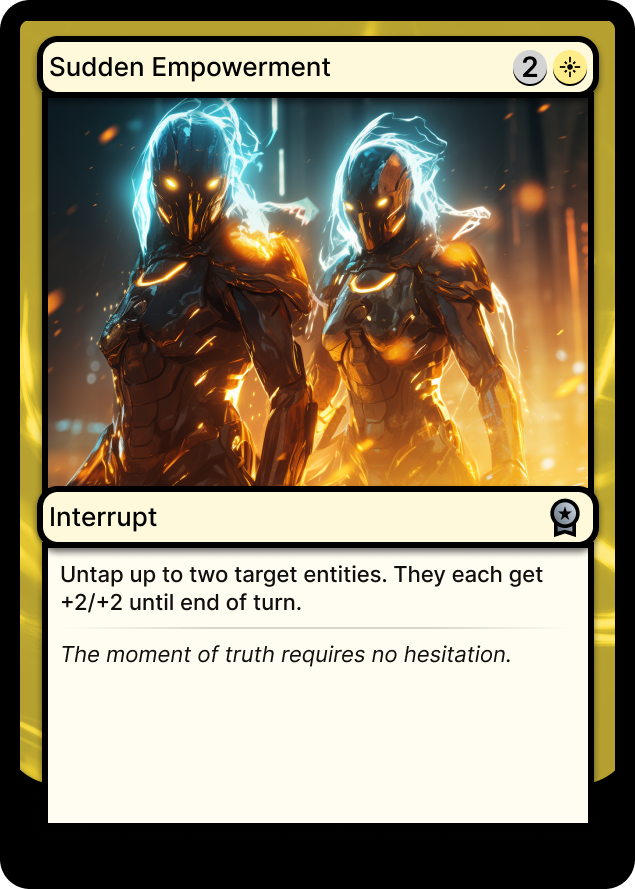 Sudden Empowerment 2
Interrupt
Untap up to two target entities. They each get
+2/+2 until end of turn.
The moment of truth requires no hesitation.